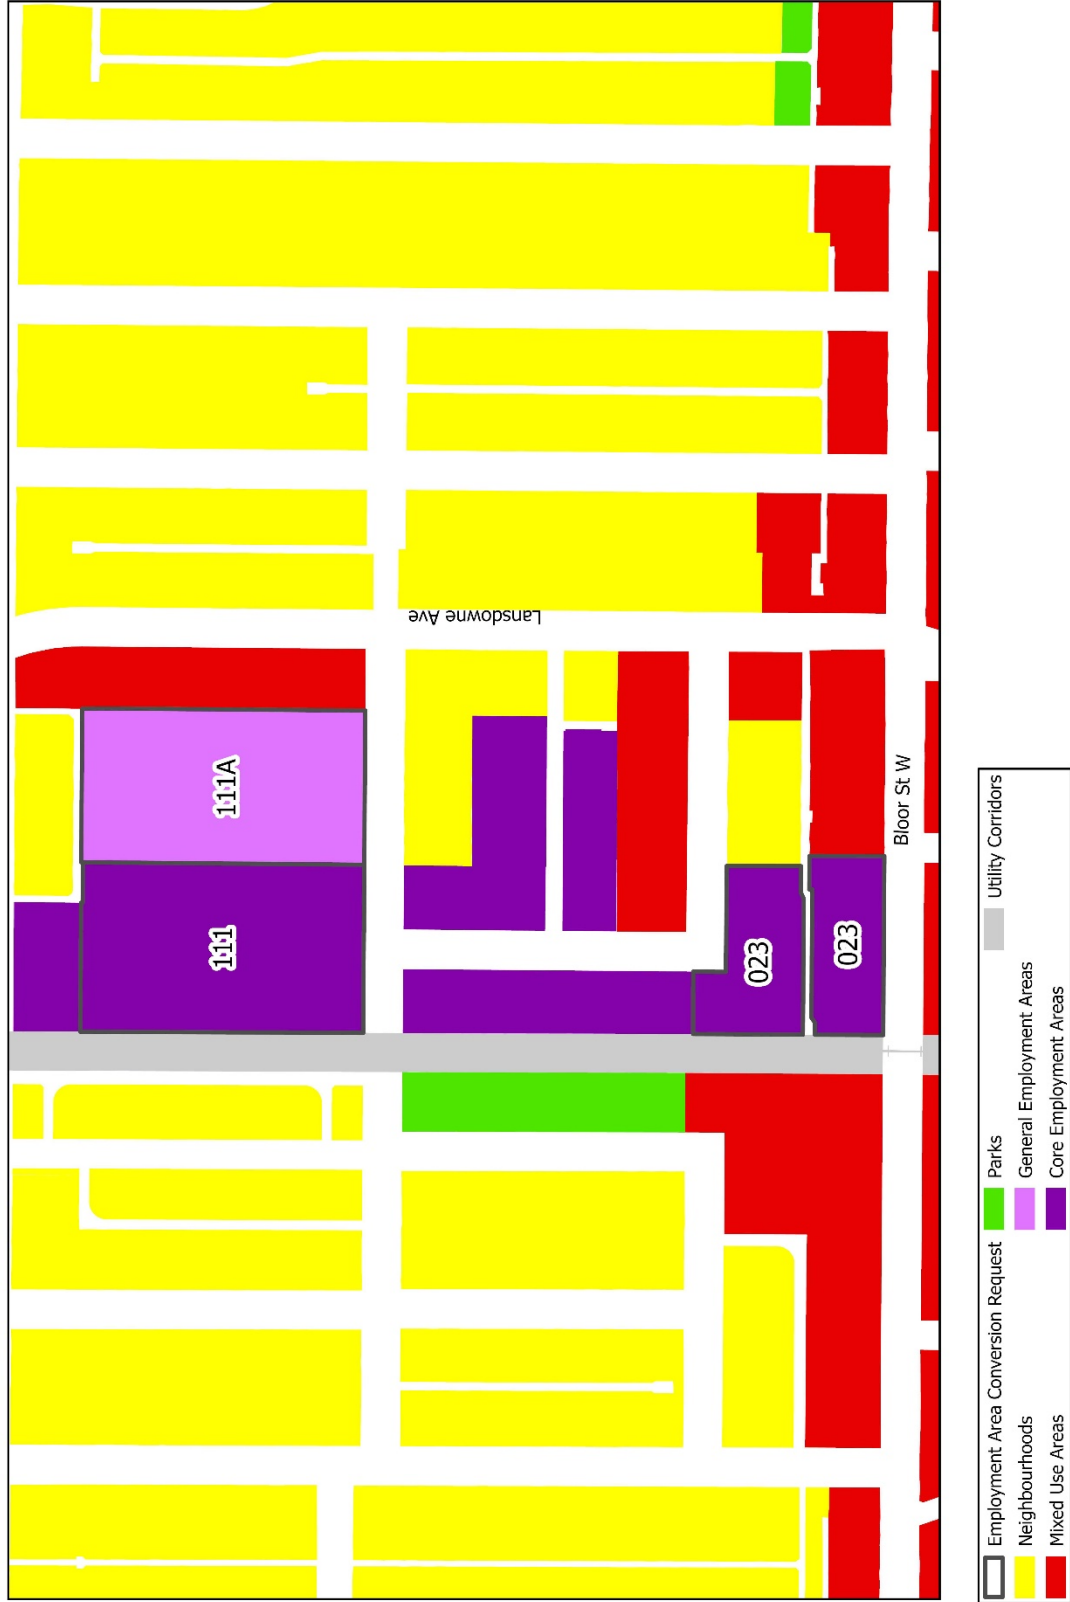 Lansdowne Ave
111A
111
023
023
Bloor St W
Employment Area Conversion Request
Neighbourhoods
Mixed Use Areas
Parks
General Employment Areas
Core Employment Areas
Utility Corridors